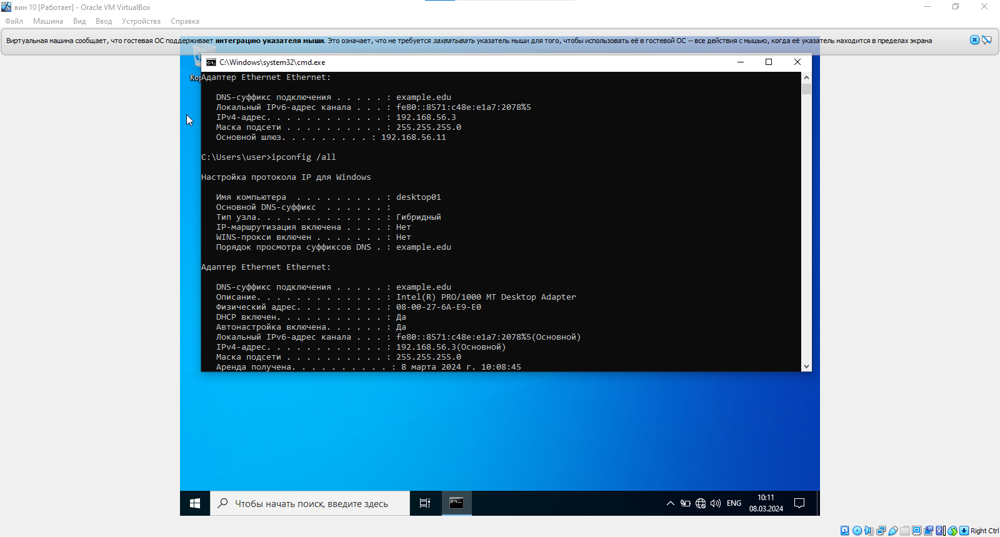 вин 10 [Работает] - Oracle VM VirtualBox
Файл Машина Вид Ввод Устройства Справка
Виртуальная машина сообщает, что гостевая ОС поддерживает интеграцию указателя мыши. Это означает, что не требуется захватывать указатель мыши для того, чтобы использовать её в гостевой ОС -- все действия с мышью, когда её указатель находится в пределах экрана
C:\Windows\system32\cmd.exe
Кор
Адаптер Ethernet Ethernet:
DNS-суффикс подключения . . . . . : example.edu
Локальный IPv6-адрес канала . . . : fe80::8571:c48e:e1a7:2078%5
IPv4-адрес. . . . . . . . . . . . : 192.168.56.3
Маска подсети . . . . . . . . . . : 255.255.255.0
Основной шлюз. . . . . . . . . : 192.168.56.11
C:\Users\user>ipconfig /all
Настройка протокола IP для Windows
Имя компьютера  . . . . . . . . . : desktop01
Основной DNS-суффикс  . . . . . . :
Тип узла. . . . . . . . . . . . . : Гибридный
IP-маршрутизация включена . . . . : Нет
WINS-прокси включен . . . . . . . : Нет
Порядок просмотра суффиксов DNS . : example.edu
Адаптер Ethernet Ethernet:
DNS-суффикс подключения . . . . . : example.edu
Описание. . . . . . . . . . . . . : Intel(R) PRO/1000 MT Desktop Adapter
Физический адрес. . . . . . . . . : 08-00-27-6A-E9-E0
DHCP включен. . . . . . . . . . . : Да
Автонастройка включена. . . . . . : Да
Локальный IPv6-адрес канала . . . : fe80::8571:c48e:e1a7:2078%5(Основной)
IPv4-адрес. . . . . . . . . . . . : 192.168.56.3(Основной)
Маска подсети . . . . . . . . . . : 255.255.255.0
Аренда получена. . . . . . . . . . : 8 марта 2024 г. 10:08:45
Чтобы начать поиск, введите здесь
ENG
10:11
08.03.2024
Right Ctrl